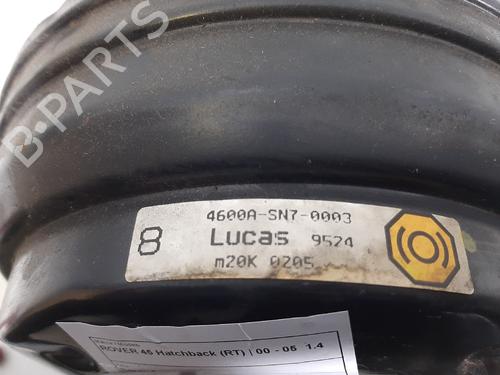 B-PARTS
4600A-SN7-0003
8 Lucas 9524
m20K 0205
ROVER 45 Hatchback (RT) | 00 - 05 1.4